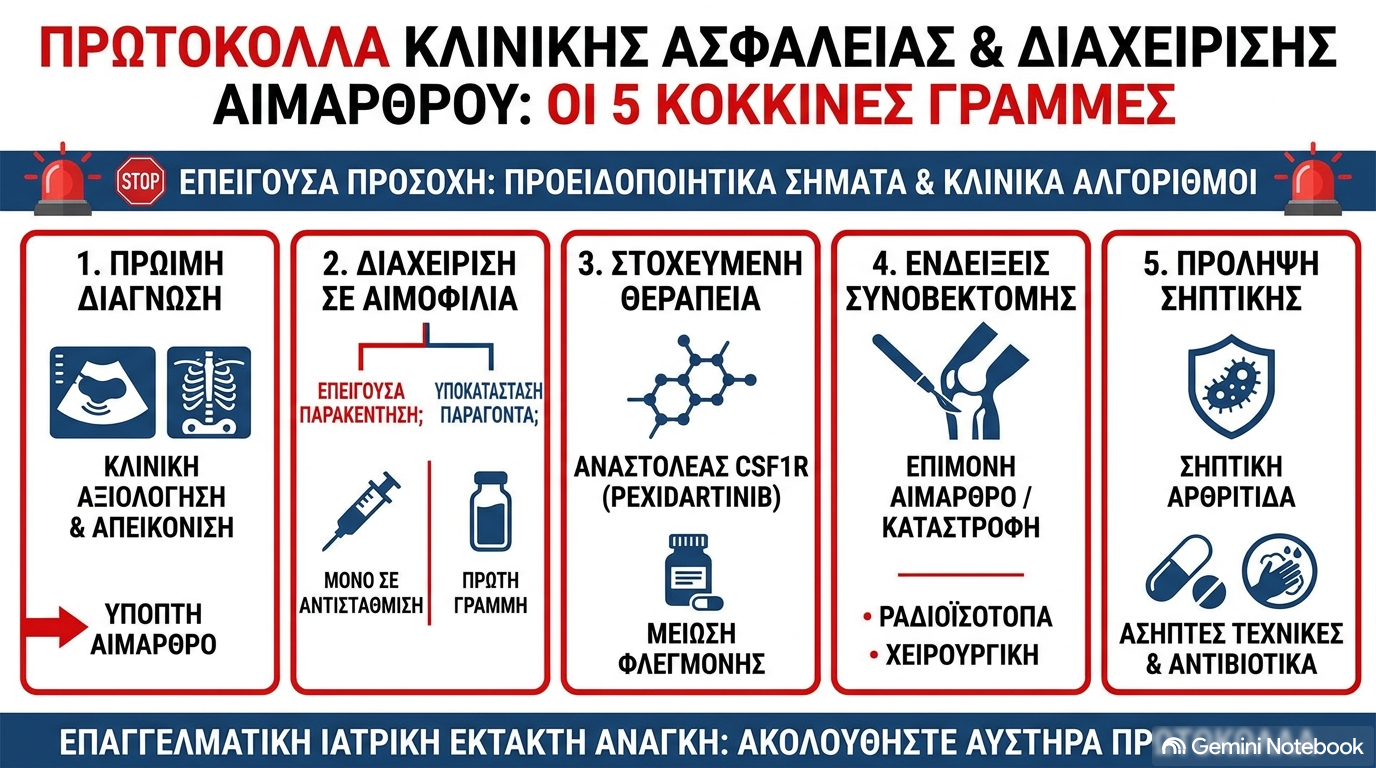 ΠΡΩΤΟΚΟΛΛΑ ΚΛΙΝΙΚΗΣ ΑΣΦΑΛΕΙΑΣ & ΔΙΑΧΕΙΡΙΣΗΣ
ΑΙΜΑΡΘΡΟΥ: ΟΙ 5 ΚΟΚΚΙΝΕΣ ΓΡΑΜΜΕΣ
STOP
ΕΠΕΙΓΟΥΣΑ ΠΡΟΣΟΧΗ: ΠΡΟΕΙΔΟΠΟΙΗΤΙΚΑ ΣΗΜΑΤΑ & ΚΛΙΝΙΚΑ ΑΛΓΟΡΙΘΜΟΙ
1. ΠΡΩΙΜΗ
ΔΙΑΓΝΩΣΗ
ΚΛΙΝΙΚΗ
ΑΞΙΟΛΟΓΗΣΗ
& ΑΠΕΙΚΟΝΙΣΗ
ΥΠΟΠΤΗ
ΑΙΜΑΡΘΡΟ
2. ΔΙΑΧΕΙΡΙΣΗ
ΣΕ ΑΙΜΟΦΙΛΙΑ
ΕΠΕΙΓΟΥΣΑ
ΠΑΡΑΚΕΝΤΗΣΗ;
ΥΠΟΚΑΤΑΣΤΑΣΗ
ΠΑΡΑΓΟΝΤΑ;
ΜΟΝΟ ΣΕ
ΑΝΤΙΣΤΑΘΜΙΣΗ
ΠΡΩΤΗ
ΓΡΑΜΜΗ
3. ΣΤΟΧΕΥΜΕΝΗ
ΘΕΡΑΠΕΙΑ
ΑΝΑΣΤΟΛΕΑΣ CSF1R
(PEXIDARTINIB)
ΜΕΙΩΣΗ
ΦΛΕΓΜΟΝΗΣ
4. ΕΝΔΕΙΞΕΙΣ
ΣΥΝΟΒΕΚΤΟΜΗΣ
ΕΠΙΜΟΝΗ
ΑΙΜΑΡΘΡΟ /
ΚΑΤΑΣΤΡΟΦΗ
• ΡΑΔΙΟΪΣΟΤΟΠΑ
• ΧΕΙΡΟΥΡΓΙΚΗ
5. ΠΡΟΛΗΨΗ
ΣΗΠΤΙΚΗΣ
ΣΗΠΤΙΚΗ
ΑΡΘΡΙΤΙΔΑ
ΑΣΗΠΤΕΣ ΤΕΧΝΙΚΕΣ
& ΑΝΤΙΒΙΟΤΙΚΑ
ΕΠΑΓΓΕΛΜΑΤΙΚΗ ΙΑΤΡΙΚΗ ΕΚΤΑΚΤΗ ΑΝΑΓΚΗ: ΑΚΟΛΟΥΘΗΣΤΕ ΑΥΣΤΗΡΑ
Gemini Notebook